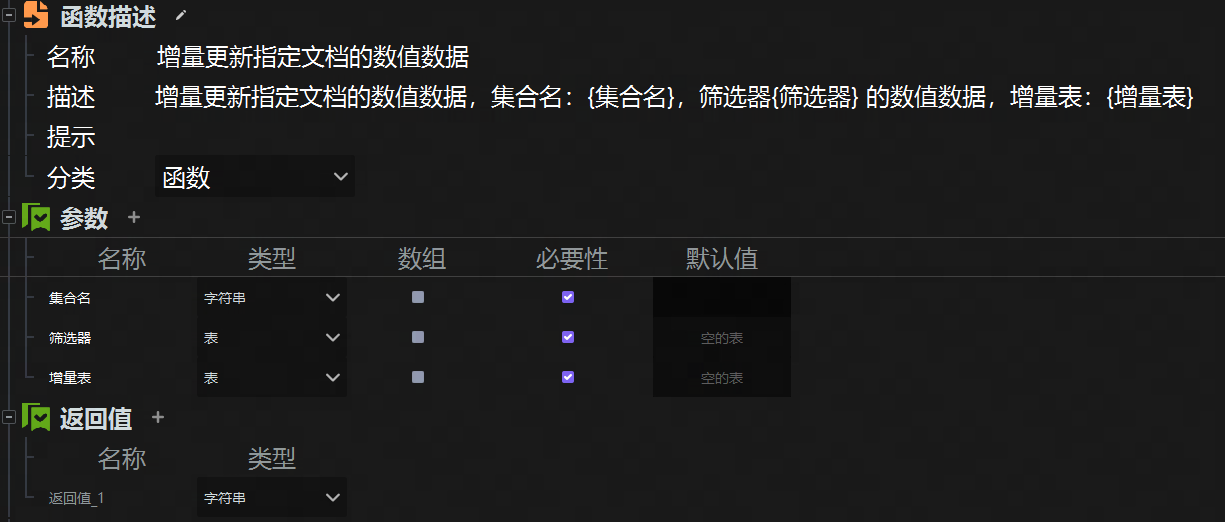 函数描述
名称 增量更新指定文档的数值数据
描述 增量更新指定文档的数值数据，集合名：{集合名}，筛选器{筛选器} 的数值数据，增量表：{增量表}
提示
分类 函数
参数 +
名称 类型 数组 必要性 默认值
集合名 字符串
筛选器 表 空的表
增量表 表 空的表
返回值 +
名称 类型
返回值_1 字符串